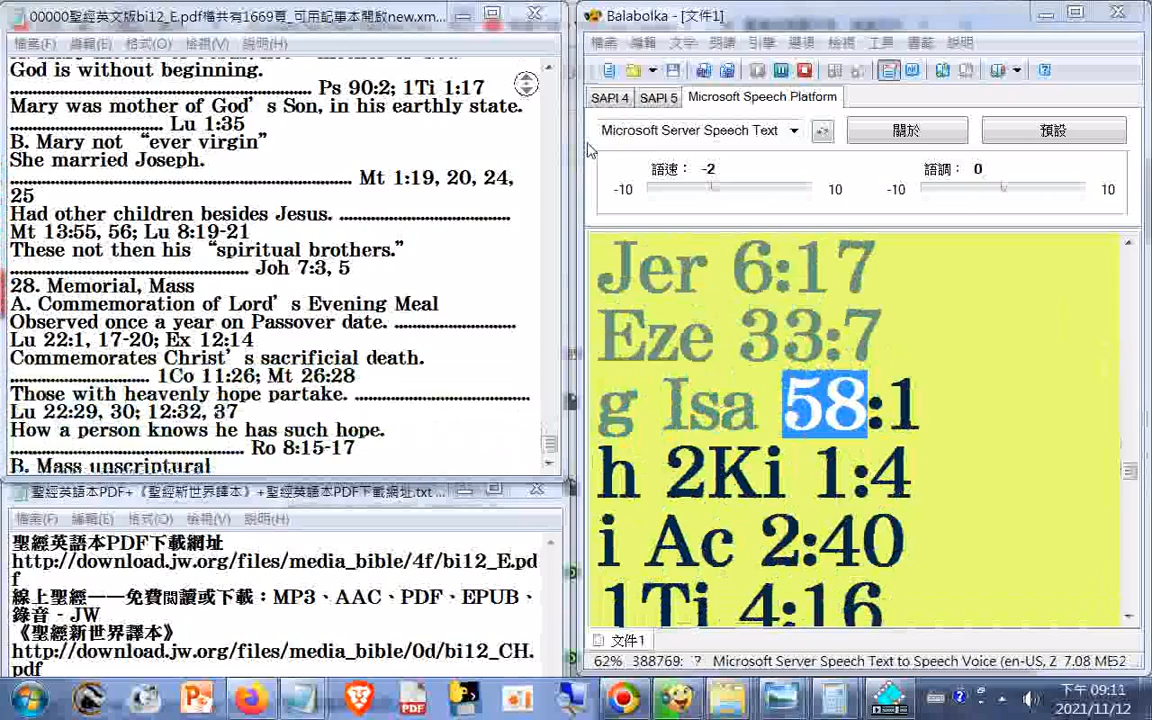 00000聖經英文版bi12_E.pdf檔共有1669頁_可用記事本開啟new.xm...
檔案(F) 編輯(E) 格式(O) 檢視(V) 說明(H)
God is without beginning.
Ps 90:2; 1Ti 1:17
Mary was mother of God's Son, in his earthly state.
Lu 1:35
B. Mary not “ever virgin”
She married Joseph.
Mt 1:19, 20, 24,
25
Had other children besides Jesus.
Mt 13:55, 56; Lu 8:19-21
These not then his “spiritual brothers.”
Joh 7:3, 5
28. Memorial, Mass
A. Commemoration of Lord's Evening Meal
Observed once a year on Passover date.
Lu 22:1, 17-20; Ex 12:14
Commemorates Christ's sacrificial death.
1Co 11:26; Mt 26:28
Those with heavenly hope partake.
Lu 22:29, 30; 12:32, 37
How a person knows he has such hope.
Ro 8:15-17
B. Mass unscriptural
聖經英語本PDF+《聖經新世界譯本》+聖經英語本PDF下載網址.txt ...
檔案(F) 編輯(E) 格式(O) 檢視(V) 說明(H)
聖經英語本PDF下載網址
http://download.jw.org/files/media_bible/4f/bi12_E.pd
f
線上聖經──免費閱讀或下載：MP3、AAC、PDF、EPUB、
錄音 - JW
《聖經新世界譯本》
http://download.jw.org/files/media_bible/0d/bi12_CH.
pdf
Balabolka - [文件1]
檔案 編輯 文字 朗讀 引擎 選項 檢視 工具 書籤 說明
SAPI 4 SAPI 5 Microsoft Speech Platform
Microsoft Server Speech Text 關於 預設
語速： -2 語調： 0
-10 10 -10 10
Jer 6:17
Eze 33:7
g Isa 58:1
h 2Ki 1:4
i Ac 2:40
1Ti 4:16
文件1
62% 388769: ? Microsoft Server Speech Text to Speech Voice (en-US, Z 7.08 ME52
下午 09:11
2021/11/12